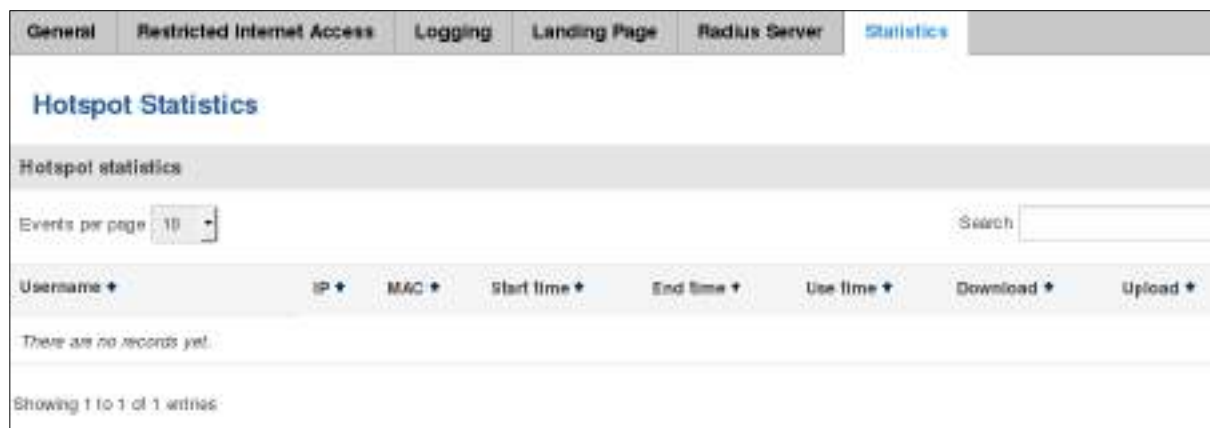 General Restricted Internet Access Logging Landing Page Radius Server Statistics
Hotspot Statistics
Hotspot statistics
Events per page 10 Search
Username IP MAC Start time End time Use time Download Upload
There are no records yet.
Showing 1 to 1 of 1 entries